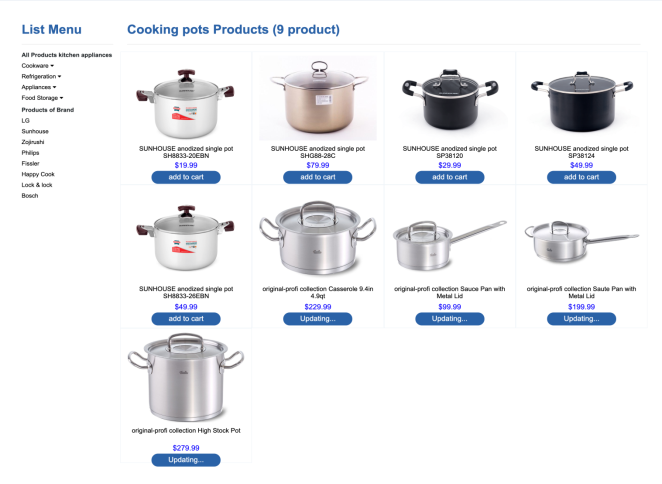 List Menu
Cooking pots Products (9 product)
All Products kitchen appliances
Cookware
Refrigeration
Appliances
Food Storage
Products of Brand
LG
Sunhouse
Zojirushi
Philips
Fissler
Happy Cook
Lock & lock
Bosch
SUNHOUSE anodized single pot
SH8833-20EBN
$19.99
add to cart
SUNHOUSE anodized single pot
SHG88-28C
$79.99
add to cart
SUNHOUSE anodized single pot
SP38120
$29.99
add to cart
SUNHOUSE anodized single pot
SP38124
$49.99
add to cart
SUNHOUSE anodized single pot
SH8833-26EBN
$49.99
add to cart
original-profi collection Casserole 9.4in
4.9qt
$229.99
Updating...
original-profi collection Sauce Pan with
Metal Lid
$99.99
Updating...
original-profi collection Saute Pan with
Metal Lid
$199.99
Updating...
original-profi collection High Stock Pot
$279.99
Updating...